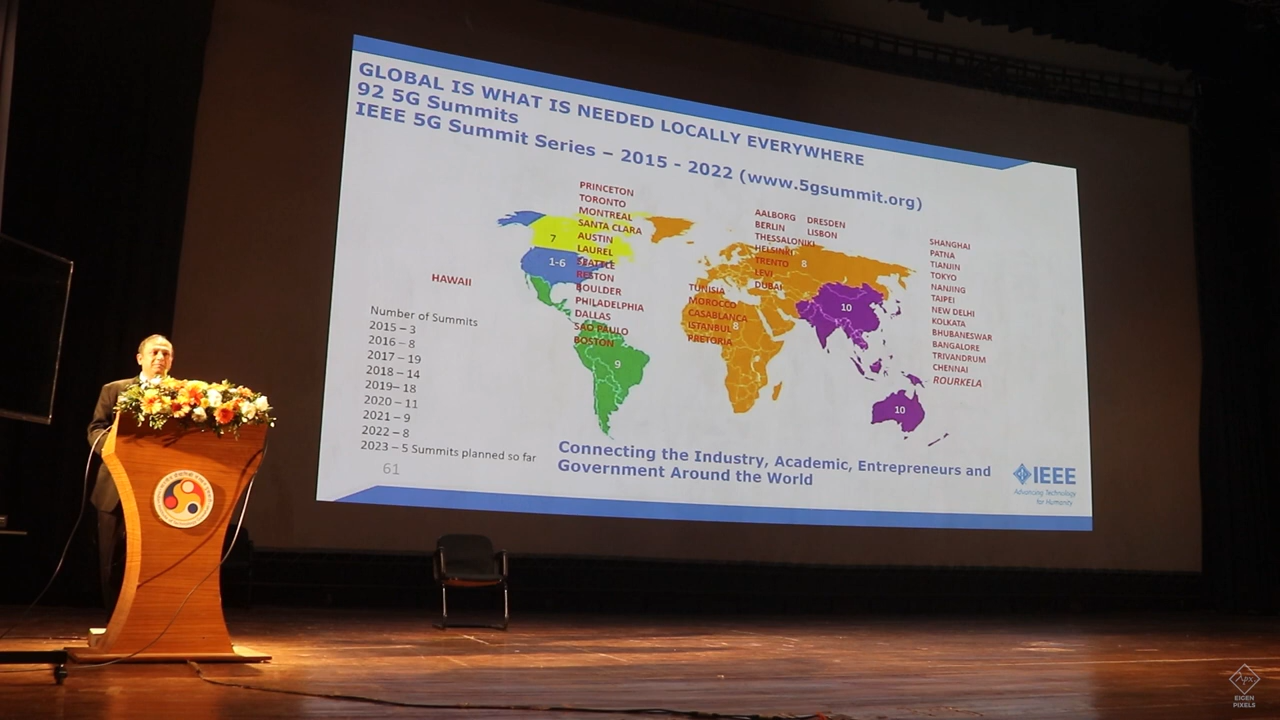 GLOBAL IS WHAT IS NEEDED LOCALLY EVERYWHERE
92 5G Summits
IEEE 5G Summit Series – 2015 - 2022 (www.5gsummit.org)
PRINCETON
TORONTO
MONTREAL
SANTA CLARA
AUSTIN
LAUREL
SEATTLE
RESTON
BOULDER
PHILADELPHIA
DALLAS
SAO PAULO
BOSTON
HAWAII
7
1-6
9
AALBORG DRESDEN
BERLIN LISBON
THESSALONIKI
HELSINKI
TRENTO
LEVI
DUBAI
8
TUNISIA
MOROCCO
CASABLANCA
ISTANBUL
PRETORIA
8
10
10
SHANGHAI
PATNA
TIANJIN
TOKYO
NANJING
TAIPEI
NEW DELHI
KOLKATA
BHUBANESWAR
BANGALORE
TRIVANDRUM
CHENNAI
ROURKELA
Number of Summits
2015 – 3
2016 – 8
2017 – 19
2018 – 14
2019– 18
2020 – 11
2021 – 9
2022 – 8
2023 – 5 Summits planned so far
61
Connecting the Industry, Academic, Entrepreneurs and
Government Around the World
IEEE
Advancing Technology
for Humanity
EIGEN
PIXELS